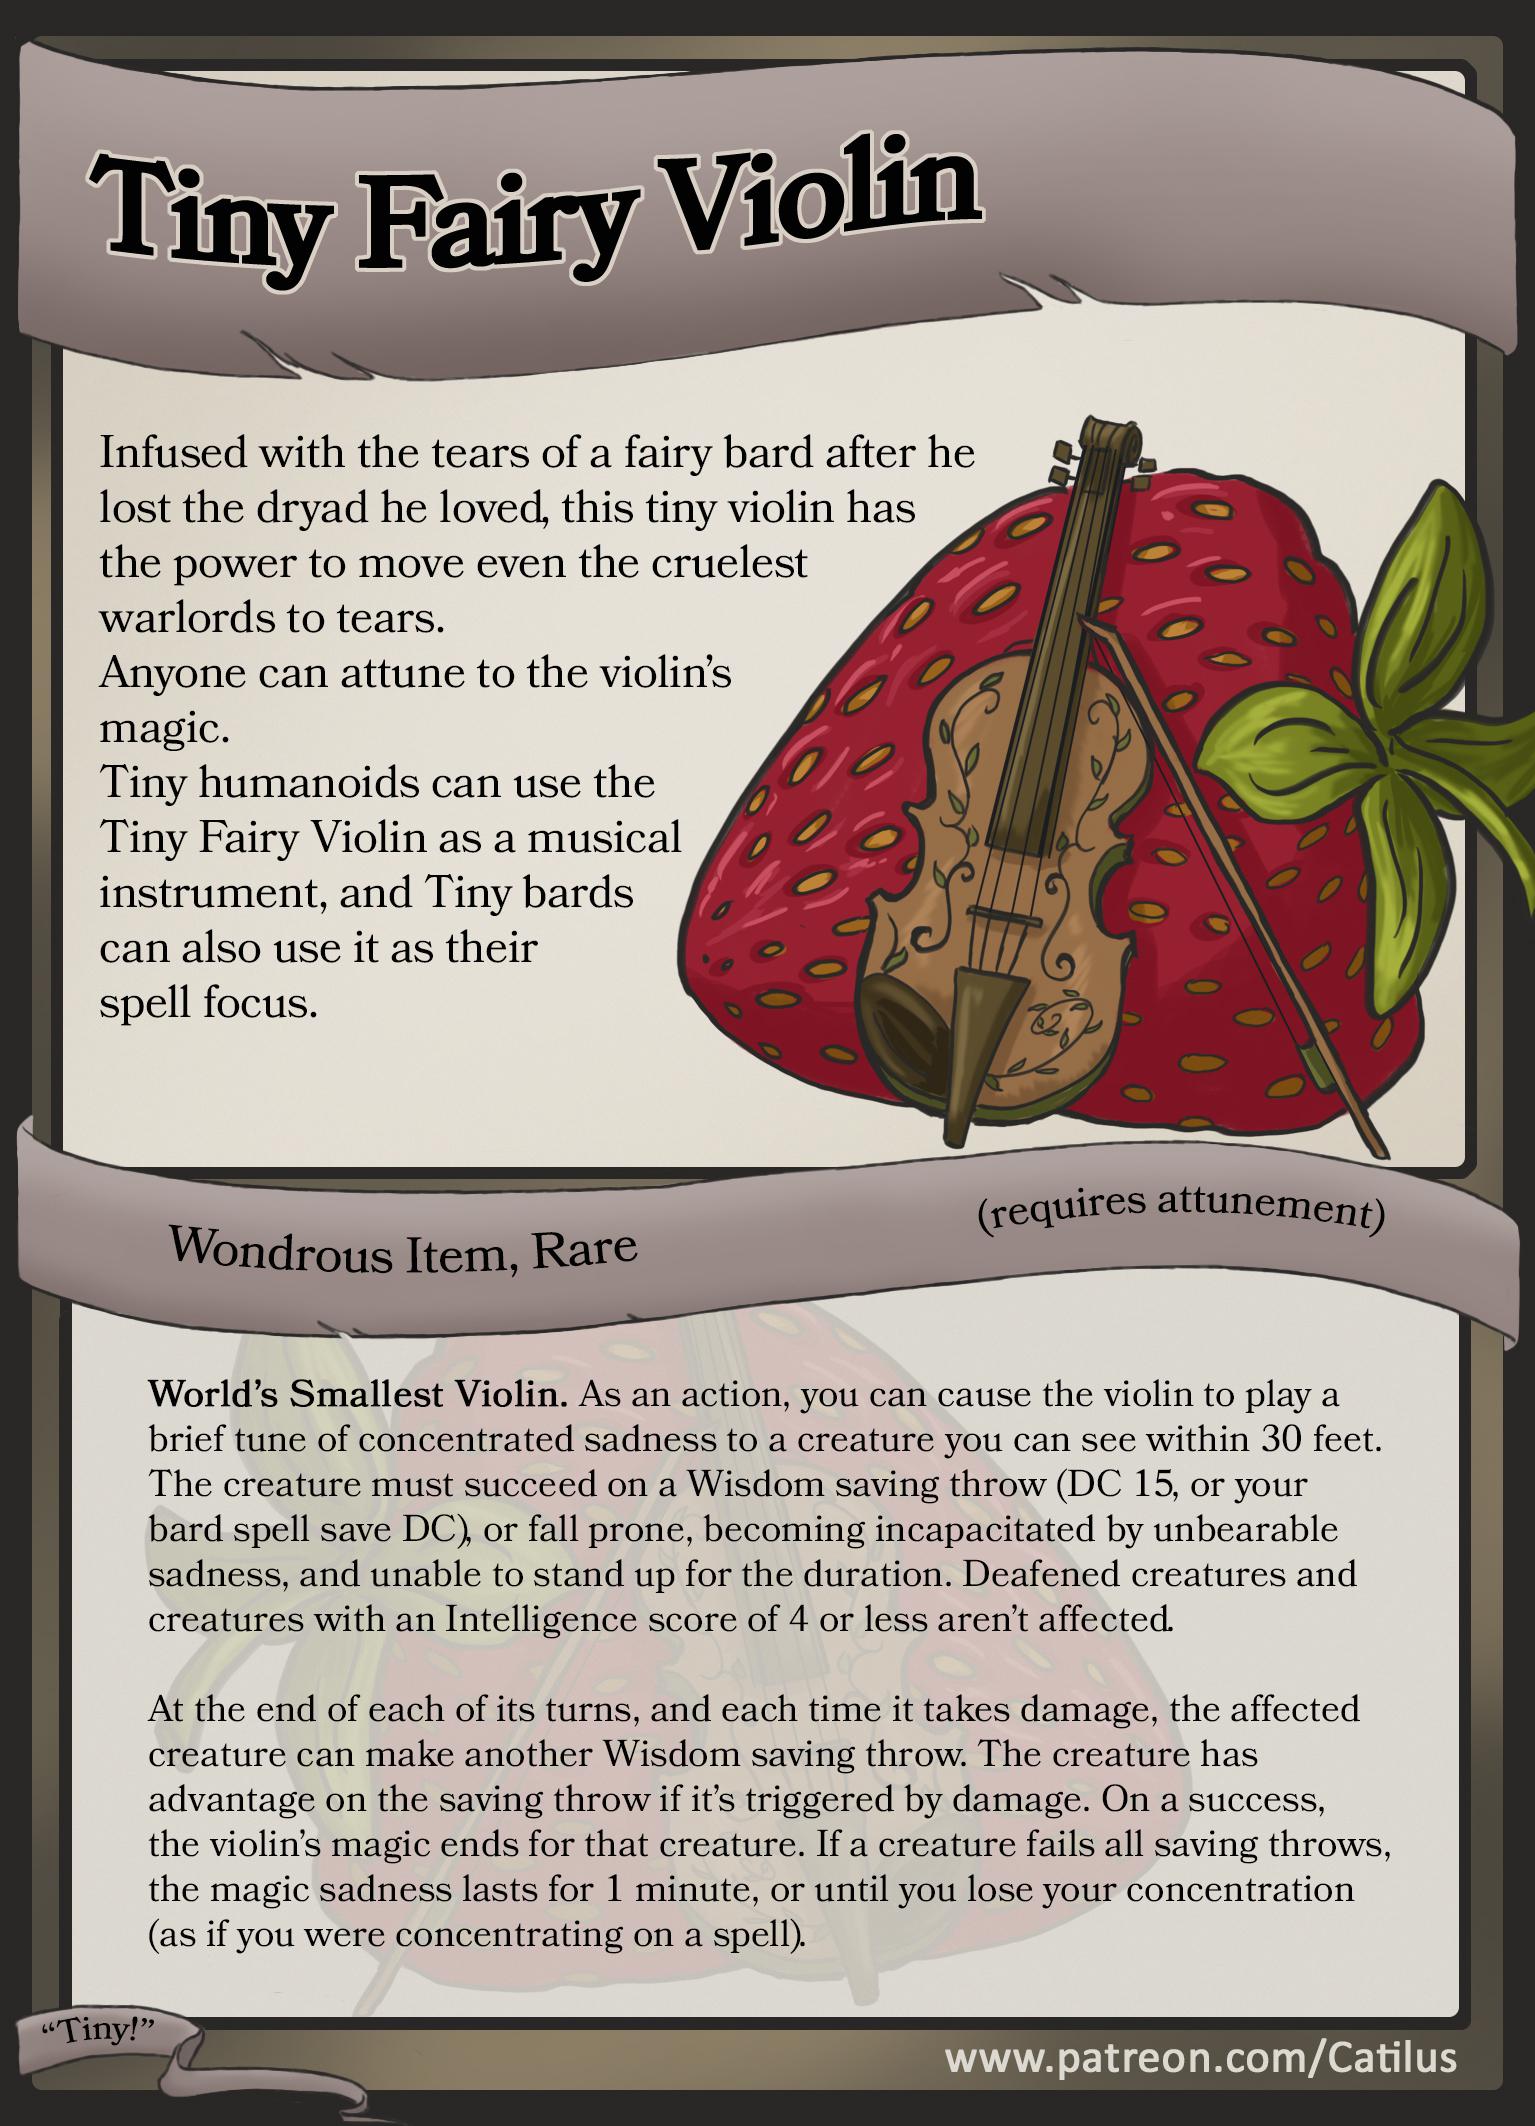 Tiny Fairy Violin
Infused with the tears of a fairy bard after he
lost the dryad he loved, this tiny violin has
the power to move even the cruelest
warlords to tears.
Anyone can attune to the violin's
magic.
Tiny humanoids can use the
Tiny Fairy Violin as a musical
instrument, and Tiny bards
can also use it as their
spell focus.
Wondrous Item, Rare
(requires attunement)
World's Smallest Violin. As an action, you can cause the violin to play a
brief tune of concentrated sadness to a creature you can see within 30 feet.
The creature must succeed on a Wisdom saving throw (DC 15, or your
bard spell save DC), or fall prone, becoming incapacitated by unbearable
sadness, and unable to stand up for the duration. Deafened creatures and
creatures with an Intelligence score of 4 or less aren't affected.
At the end of each of its turns, and each time it takes damage, the affected
creature can make another Wisdom saving throw. The creature has
advantage on the saving throw if it's triggered by damage. On a success,
the violin's magic ends for that creature. If a creature fails all saving throws,
the magic sadness lasts for 1 minute, or until you lose your concentration
(as if you were concentrating on a spell).
"Tiny!"
www.patreon.com/Catilus